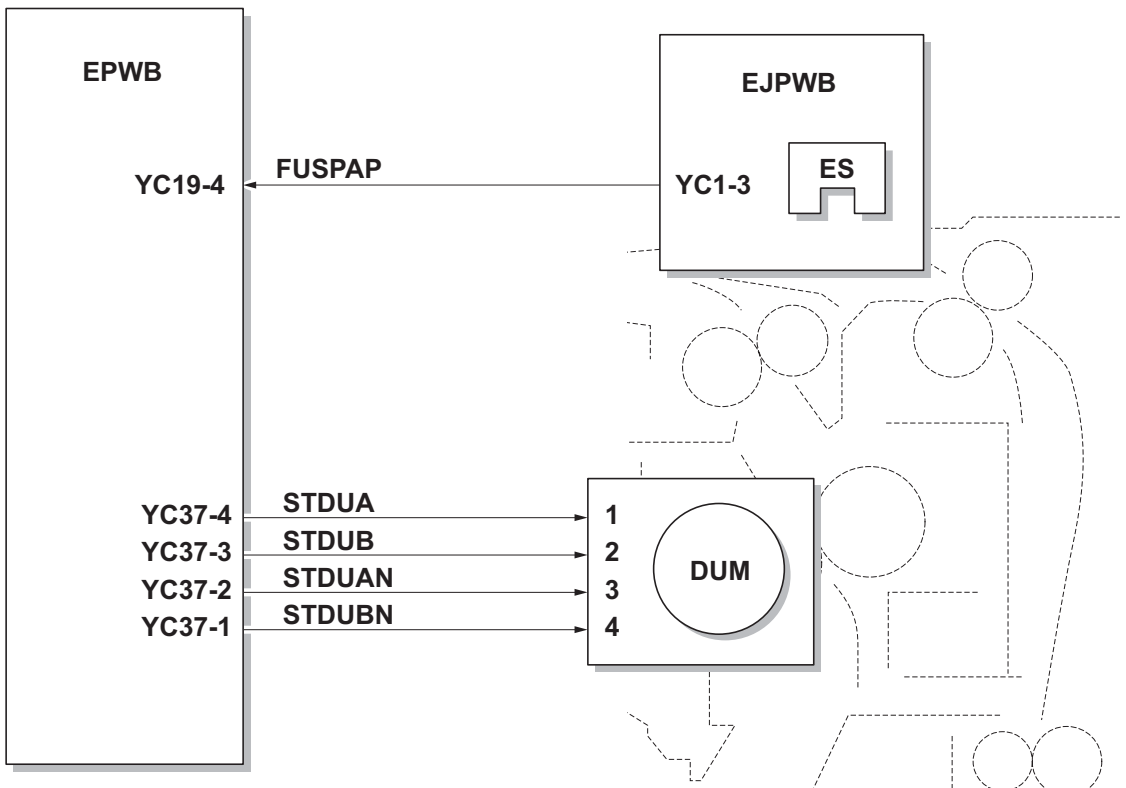 EPWB
EJPWB
ES
YC19-4 FUSPAP YC1-3
YC37-4 STDUA 1
YC37-3 STDUB 2
YC37-2 STDUAN 3
YC37-1 STDUBN 4
DUM